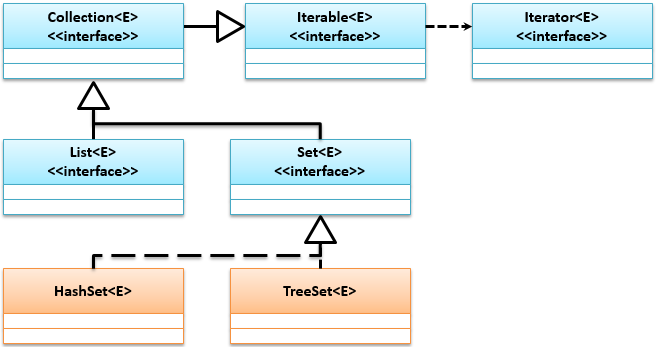 Collection<E>
<<interface>>
Iterable<E>
<<interface>>
Iterator<E>
<<interface>>
List<E>
<<interface>>
Set<E>
<<interface>>
HashSet<E>
TreeSet<E>